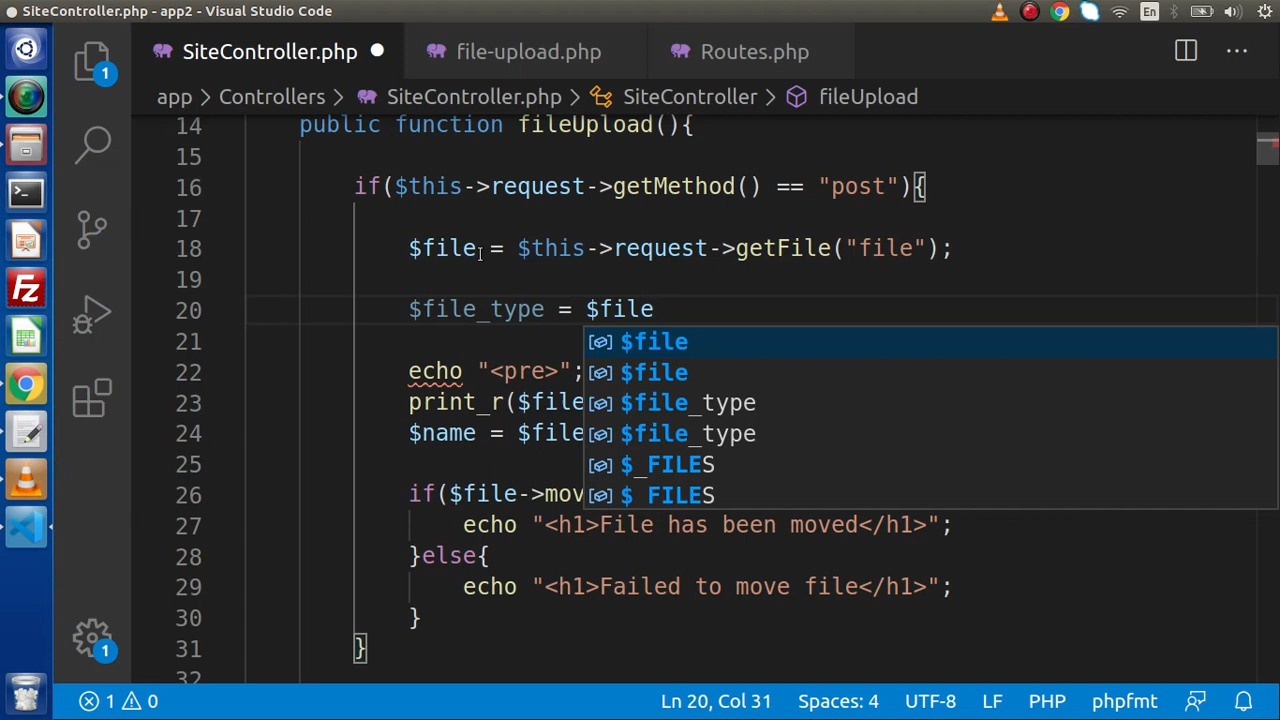 SiteController.php - app2 - Visual Studio Code
En
SiteController.php
file-upload.php
Routes.php
app > Controllers > SiteController.php > SiteController > fileUpload
14 public function fileUpload(){
15
16 if($this->request->getMethod() == "post"){
17
18 $file = $this->request->getFile("file");
19
20 $file_type = $file
21
22 echo "<pre>";
23 print_r($file
24 $name = $file
25
26 if($file->mov
27 echo "<h1>File has been moved</h1>";
28 }else{
29 echo "<h1>Failed to move file</h1>";
30 }
31 }
32
$file
$file
$file_type
$file_type
$_FILES
$_FILES
1
1
1 0
Ln 20, Col 31
Spaces: 4
UTF-8
LF
PHP
phpfmt